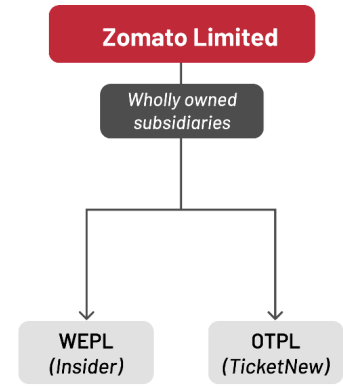 Zomato Limited
Wholly owned
subsidiaries
WEPL
(Insider)
OTPL
(TicketNew)